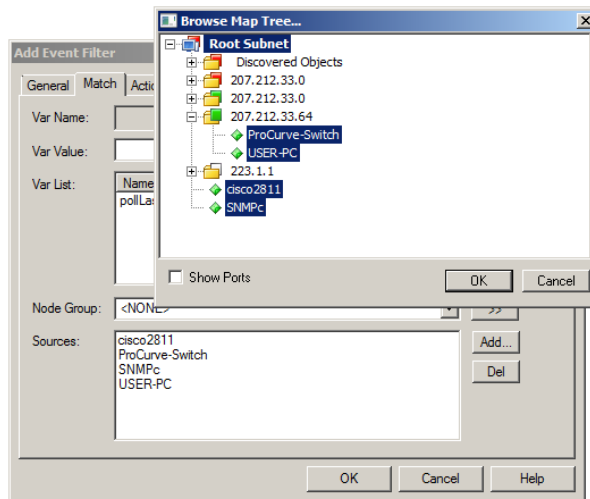 Browse Map Tree...
Root Subnet
Discovered Objects
207.212.33.0
207.212.33.0
207.212.33.64
ProCurve-Switch
USER-PC
223.1.1
cisco2811
SNMPc
Show Ports
OK Cancel
Add Event Filter
General Match
Var Name:
Var Value:
Var List:
Node Group: <NONE> >>
Sources:
cisco2811
ProCurve-Switch
SNMPc
USER-PC
Add...
Del
OK Cancel Help